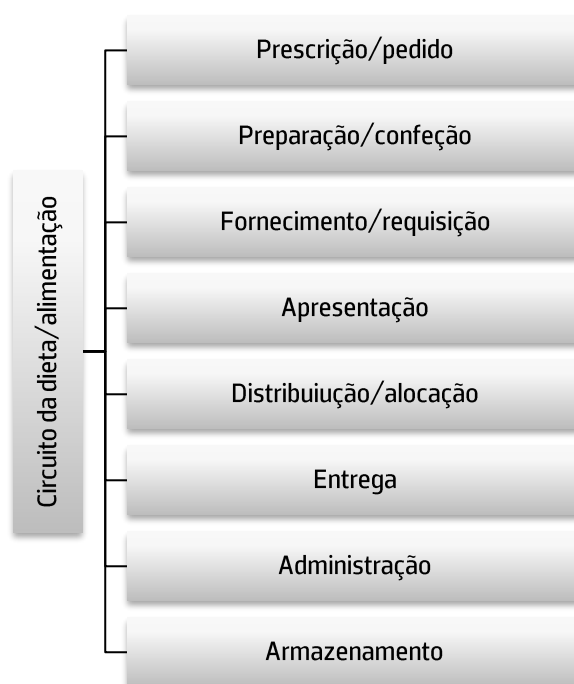 Circuito da dieta/alimentação
Prescrição/pedido
Preparação/confeção
Fornecimento/requisição
Apresentação
Distribuiução/alocação
Entrega
Administração
Armazenamento